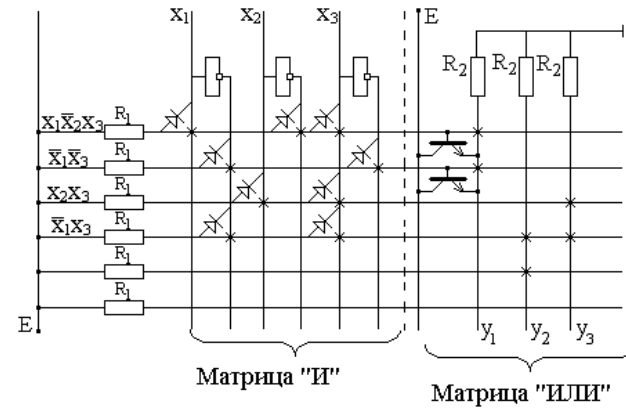 x₁ x₂ x₃ E
R₂ R₂ R₂
x₁x̅₂x₃ R₁
x̅₁x̅₃ R₁
x₂x₃ R₁
x̅₁x₃ R₁
R₁
R₁
E
y₁ y₂ y₃
Матрица "И"
Матрица "ИЛИ"